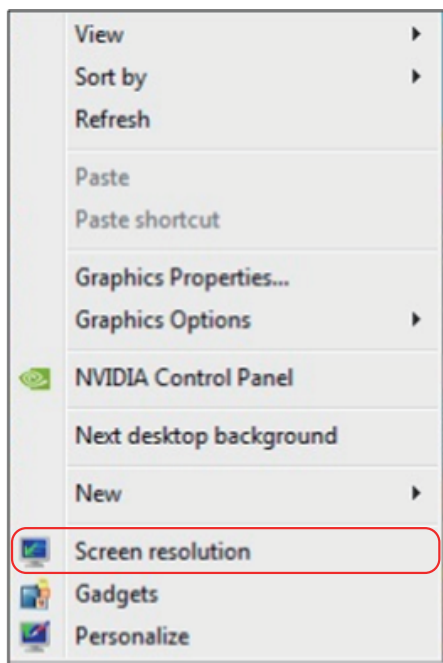 View
Sort by
Refresh
Paste
Paste shortcut
Graphics Properties...
Graphics Options
NVIDIA Control Panel
Next desktop background
New
Screen resolution
Gadgets
Personalize